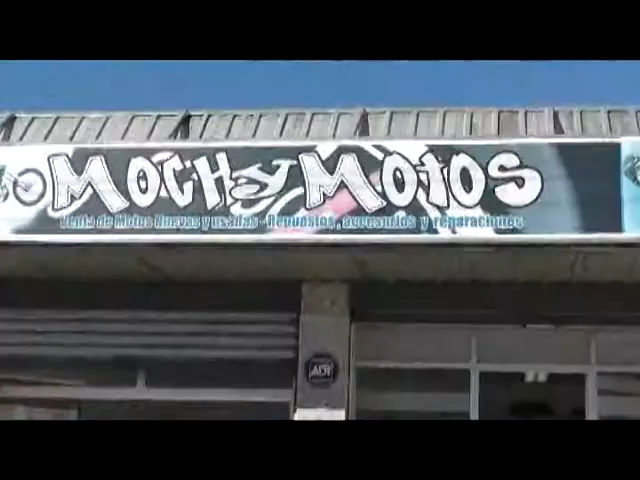 MOCHY MOTOS
Venta de Motos Nuevas y usadas - Repuestos, accesorios y reparaciones
ADT